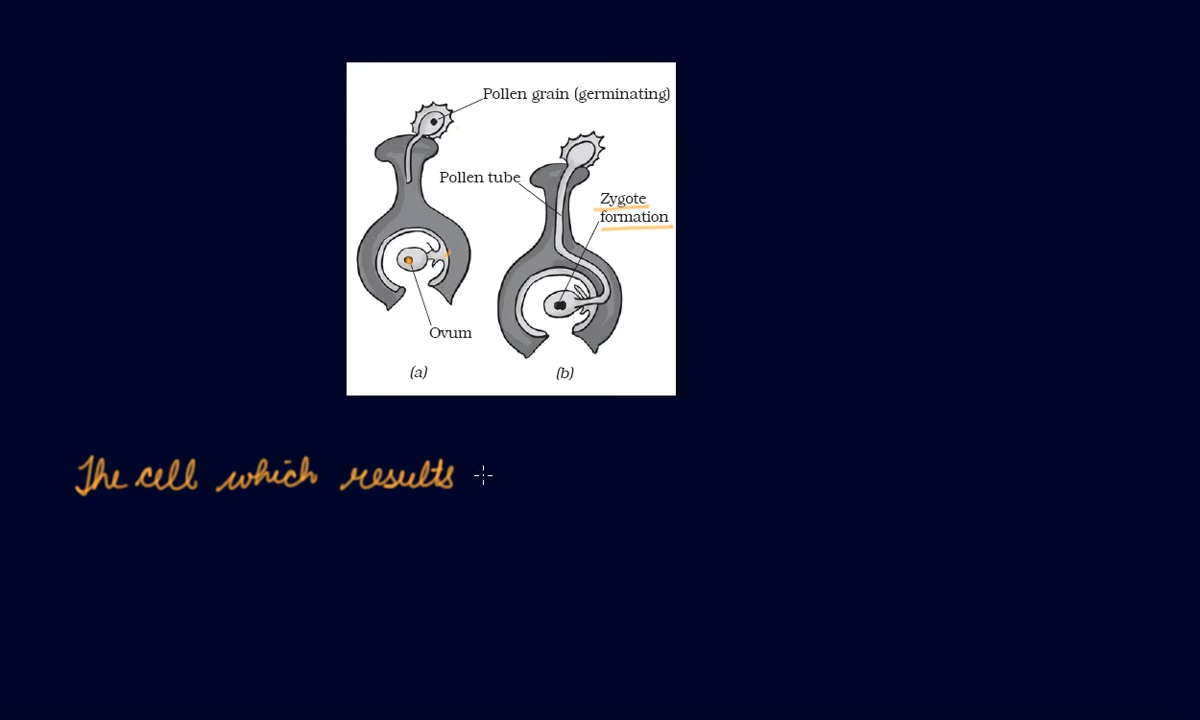 Pollen grain (germinating)
Pollen tube
Zygote
formation
Ovum
(a)
(b)
The cell which results